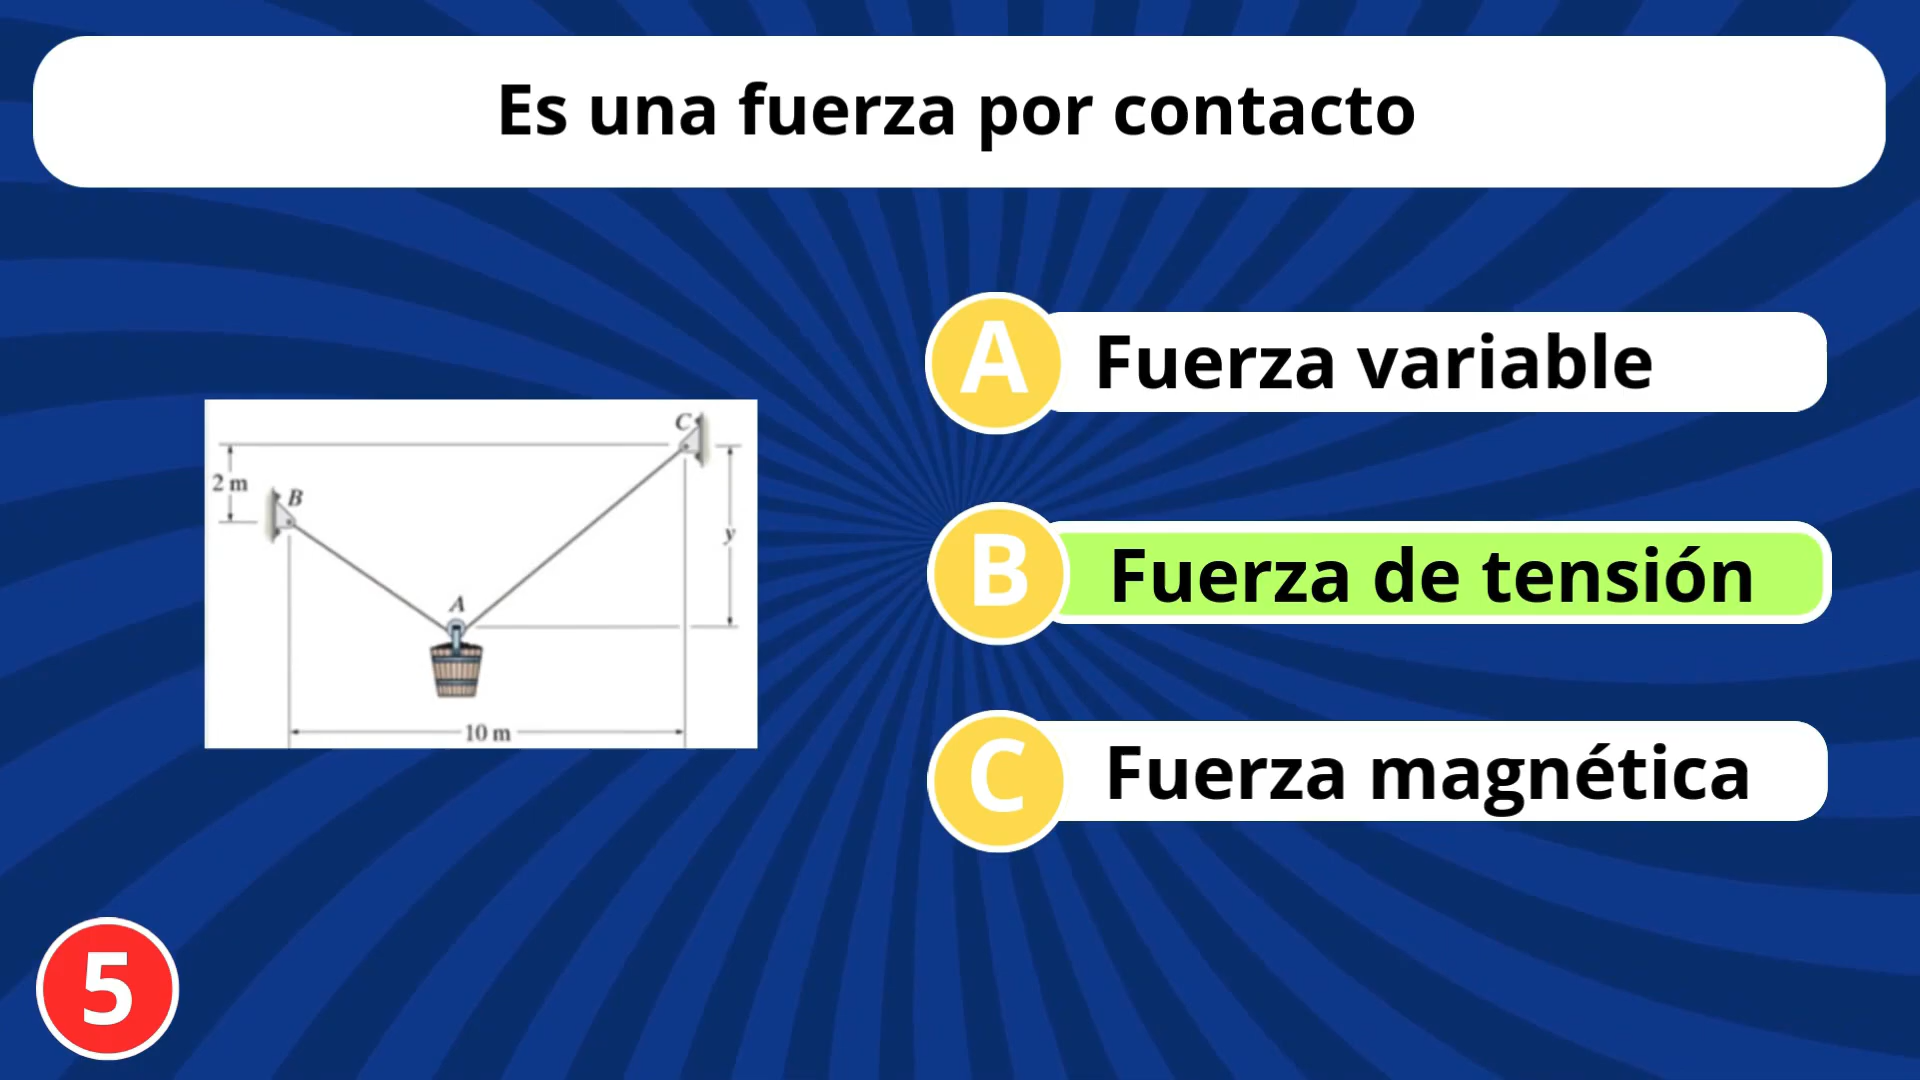 Es una fuerza por contacto
A Fuerza variable
B Fuerza de tensión
C Fuerza magnética
C
2 m
B
y
A
10 m
5